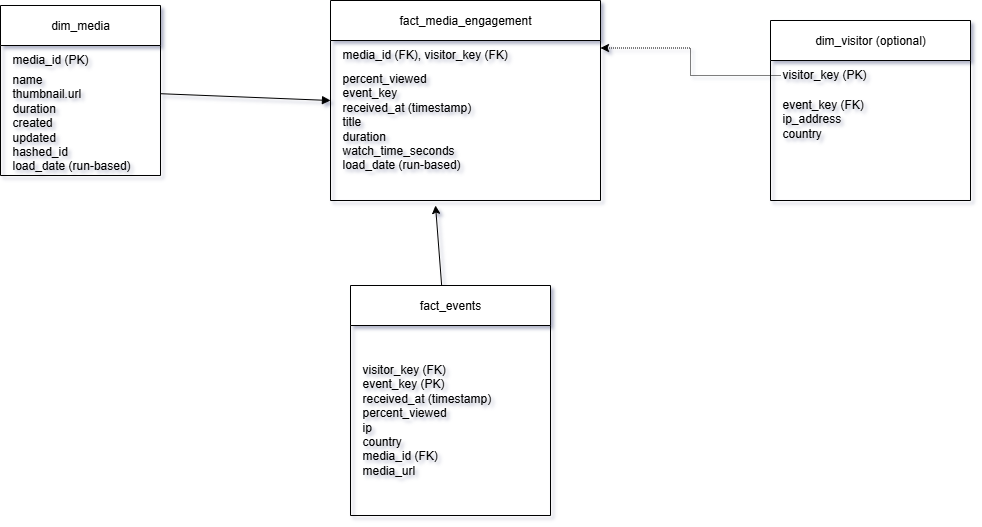 dim_media
media_id (PK)
name
thumbnail.url
duration
created
updated
hashed_id
load_date (run-based)
fact_media_engagement
media_id (FK), visitor_key (FK)
percent_viewed
event_key
received_at (timestamp)
title
duration
watch_time_seconds
load_date (run-based)
dim_visitor (optional)
visitor_key (PK)
event_key (FK)
ip_address
country
fact_events
visitor_key (FK)
event_key (PK)
received_at (timestamp)
percent_viewed
ip
country
media_id (FK)
media_url